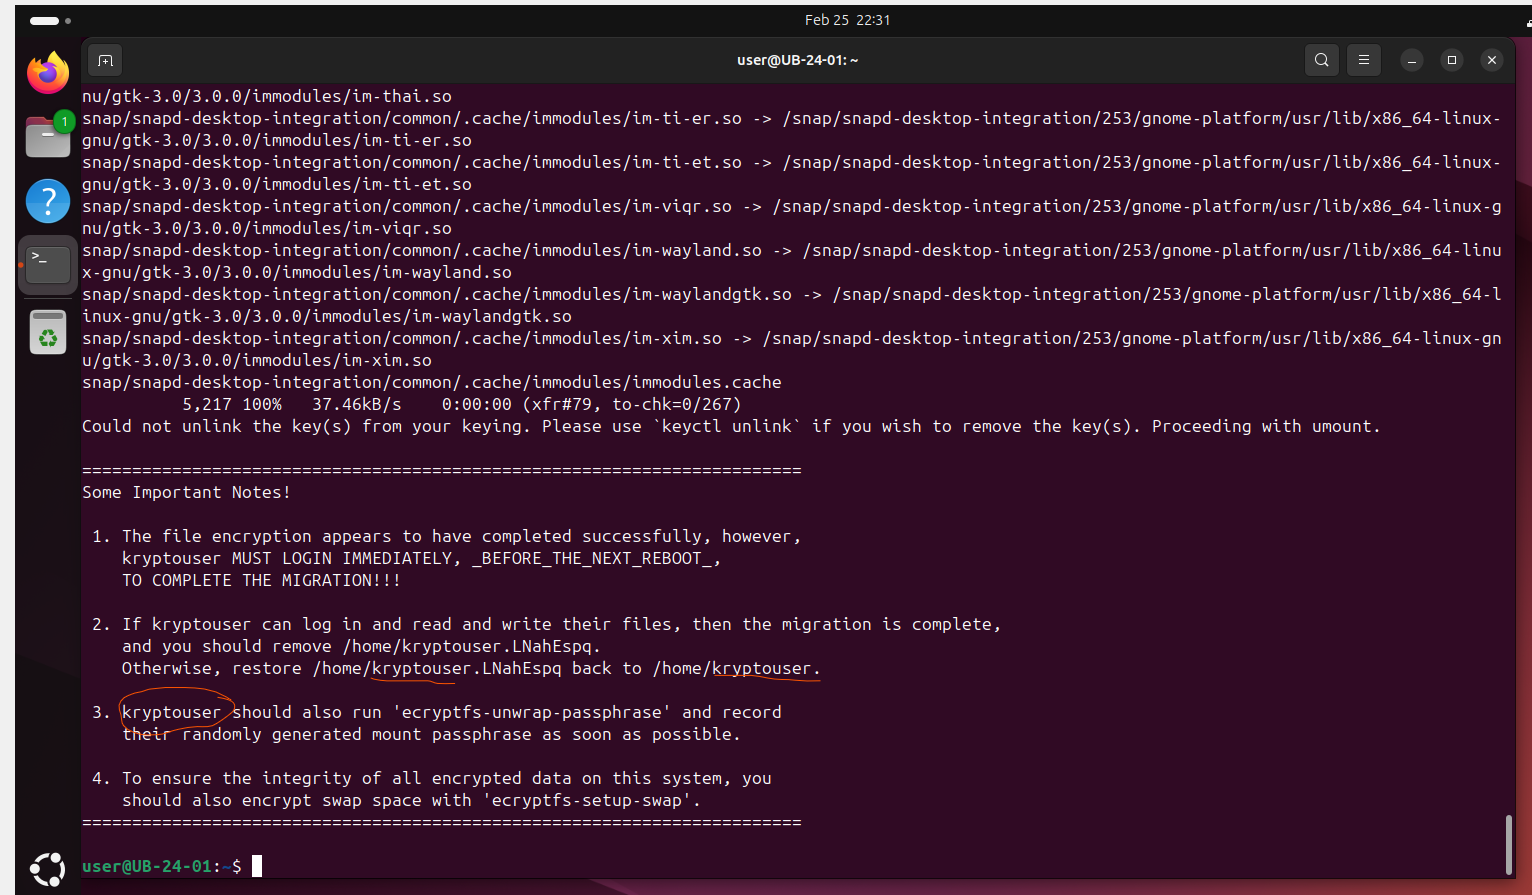 Feb 25 22:31
user@UB-24-01: ~
1
?
>_
nu/gtk-3.0/3.0.0/immodules/im-thai.so
snap/snapd-desktop-integration/common/.cache/immodules/im-ti-er.so -> /snap/snapd-desktop-integration/253/gnome-platform/usr/lib/x86_64-linux-
gnu/gtk-3.0/3.0.0/immodules/im-ti-er.so
snap/snapd-desktop-integration/common/.cache/immodules/im-ti-et.so -> /snap/snapd-desktop-integration/253/gnome-platform/usr/lib/x86_64-linux-
gnu/gtk-3.0/3.0.0/immodules/im-ti-et.so
snap/snapd-desktop-integration/common/.cache/immodules/im-viqr.so -> /snap/snapd-desktop-integration/253/gnome-platform/usr/lib/x86_64-linux-g
nu/gtk-3.0/3.0.0/immodules/im-viqr.so
snap/snapd-desktop-integration/common/.cache/immodules/im-wayland.so -> /snap/snapd-desktop-integration/253/gnome-platform/usr/lib/x86_64-linu
x-gnu/gtk-3.0/3.0.0/immodules/im-wayland.so
snap/snapd-desktop-integration/common/.cache/immodules/im-waylandgtk.so -> /snap/snapd-desktop-integration/253/gnome-platform/usr/lib/x86_64-l
inux-gnu/gtk-3.0/3.0.0/immodules/im-waylandgtk.so
snap/snapd-desktop-integration/common/.cache/immodules/im-xim.so -> /snap/snapd-desktop-integration/253/gnome-platform/usr/lib/x86_64-linux-gn
u/gtk-3.0/3.0.0/immodules/im-xim.so
snap/snapd-desktop-integration/common/.cache/immodules/immodules.cache
5,217 100% 37.46kB/s 0:00:00 (xfr#79, to-chk=0/267)
Could not unlink the key(s) from your keying. Please use `keyctl unlink` if you wish to remove the key(s). Proceeding with umount.
========================================================================
Some Important Notes!
1. The file encryption appears to have completed successfully, however,
kryptouser MUST LOGIN IMMEDIATELY, _BEFORE_THE_NEXT_REBOOT_,
TO COMPLETE THE MIGRATION!!!
2. If kryptouser can log in and read and write their files, then the migration is complete,
and you should remove /home/kryptouser.LNahEspq.
Otherwise, restore /home/kryptouser.LNahEspq back to /home/kryptouser.
3. kryptouser should also run 'ecryptfs-unwrap-passphrase' and record
their randomly generated mount passphrase as soon as possible.
4. To ensure the integrity of all encrypted data on this system, you
should also encrypt swap space with 'ecryptfs-setup-swap'.
========================================================================
user@UB-24-01:~$